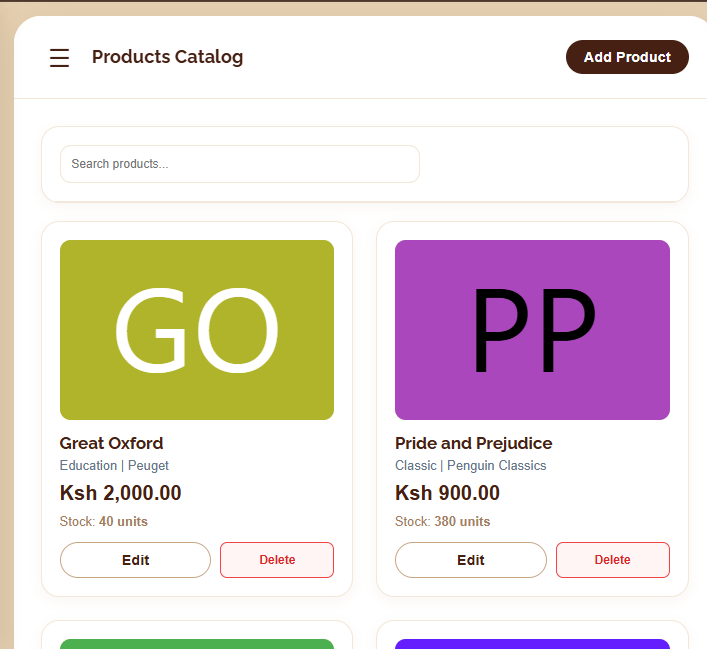 Products Catalog
Add Product
Search products...
GO
Great Oxford
Education | Peuget
Ksh 2,000.00
Stock: 40 units
Edit
Delete
PP
Pride and Prejudice
Classic | Penguin Classics
Ksh 900.00
Stock: 380 units
Edit
Delete